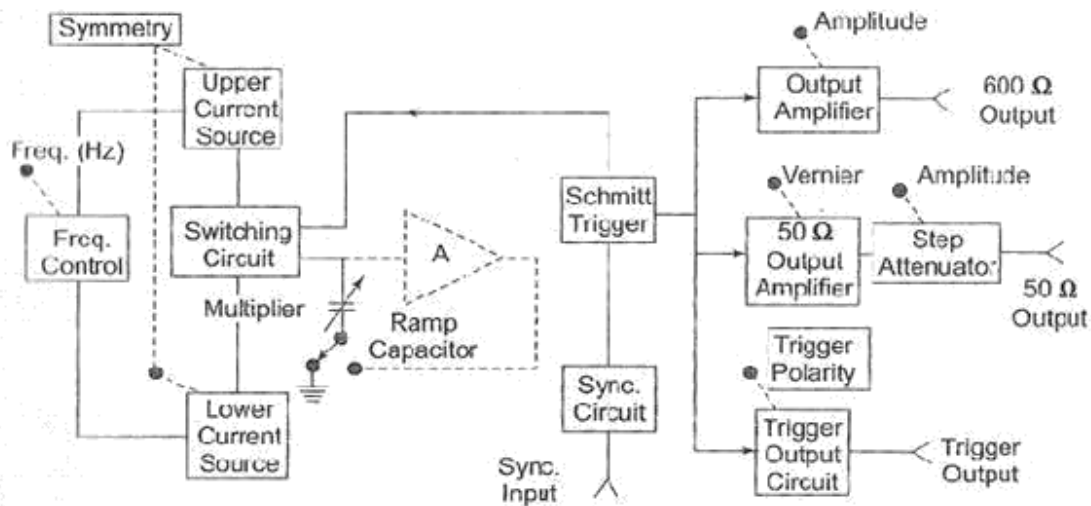 Symmetry
Upper
Current
Source
Freq. (Hz)
Freq.
Control
Switching
Circuit
Multiplier
A
Ramp
Capacitor
Lower
Current
Source
Schmitt
Trigger
Sync.
Circuit
Sync.
Input
Amplitude
Output
Amplifier
600 Ω
Output
Vernier
50 Ω
Output
Amplifier
Amplitude
Step
Attenuator
50 Ω
Output
Trigger
Polarity
Trigger
Output
Circuit
Trigger
Output